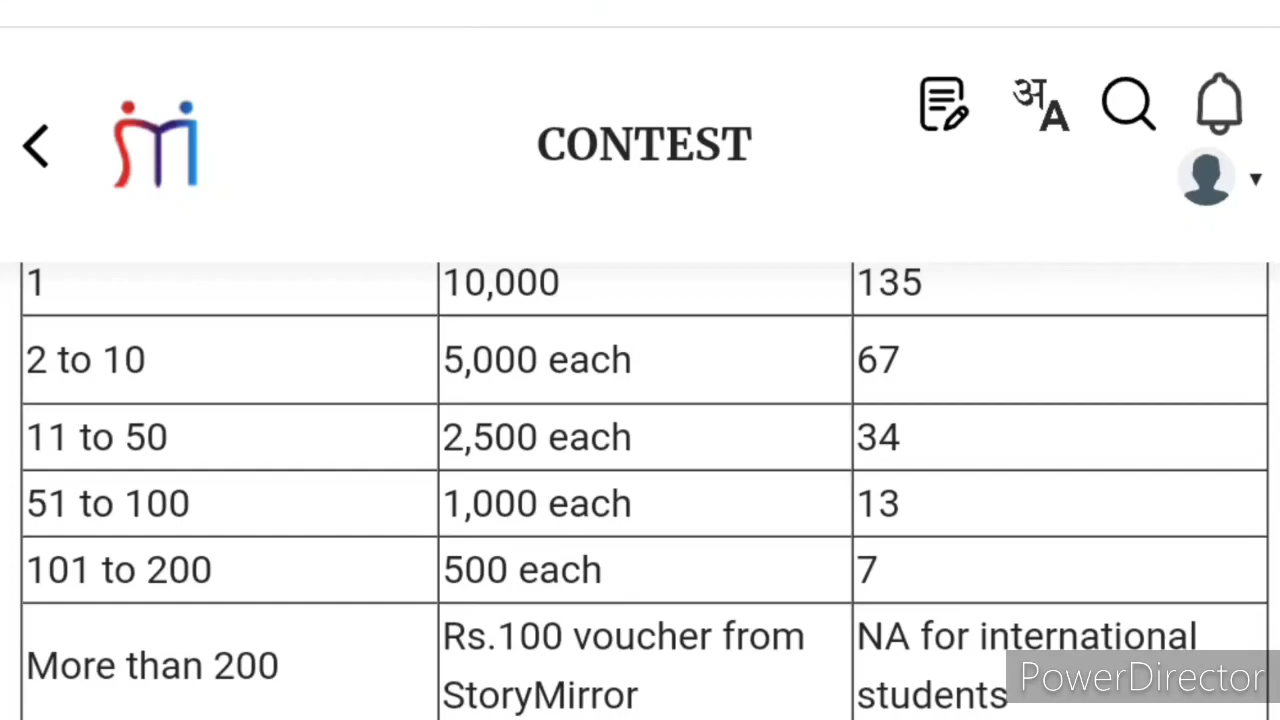 अA
CONTEST
1 10,000 135
2 to 10 5,000 each 67
11 to 50 2,500 each 34
51 to 100 1,000 each 13
101 to 200 500 each 7
More than 200 Rs.100 voucher from StoryMirror NA for international students
PowerDirector